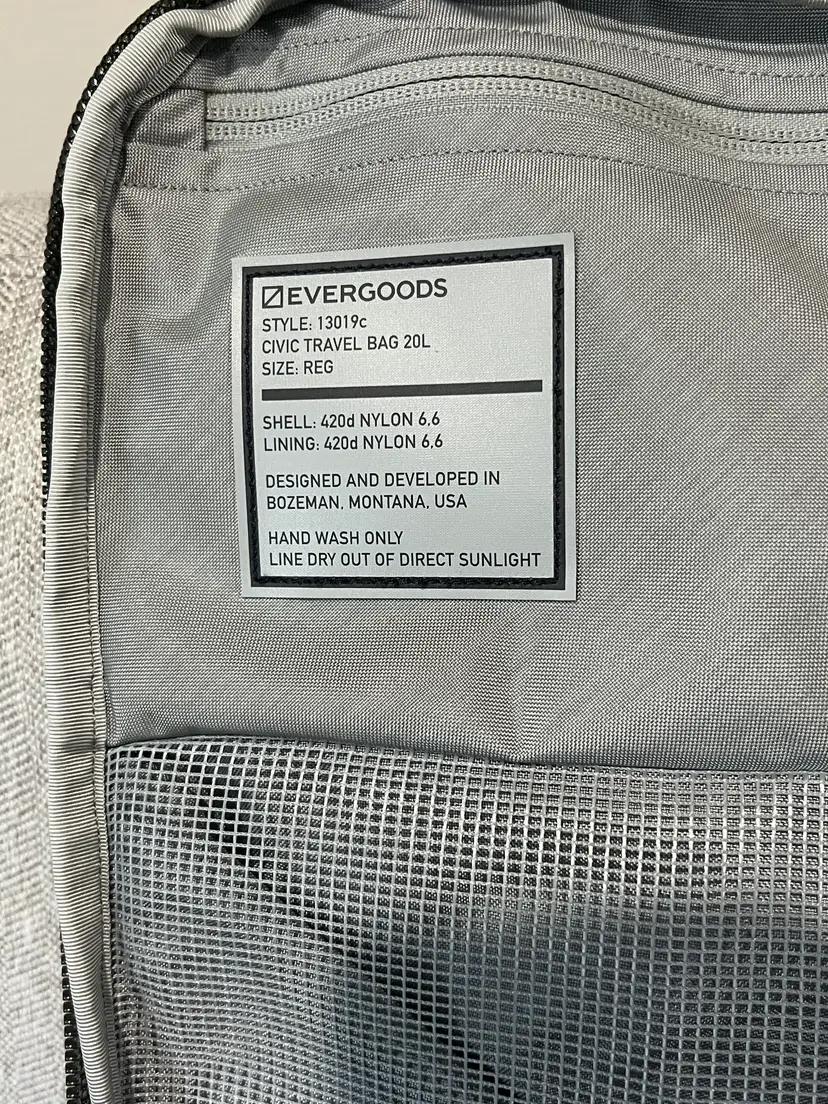 EVERGOODS
STYLE: 13019c
CIVIC TRAVEL BAG 20L
SIZE: REG
SHELL: 420d NYLON 6,6
LINING: 420d NYLON 6,6
DESIGNED AND DEVELOPED IN
BOZEMAN, MONTANA, USA
HAND WASH ONLY
LINE DRY OUT OF DIRECT SUNLIGHT